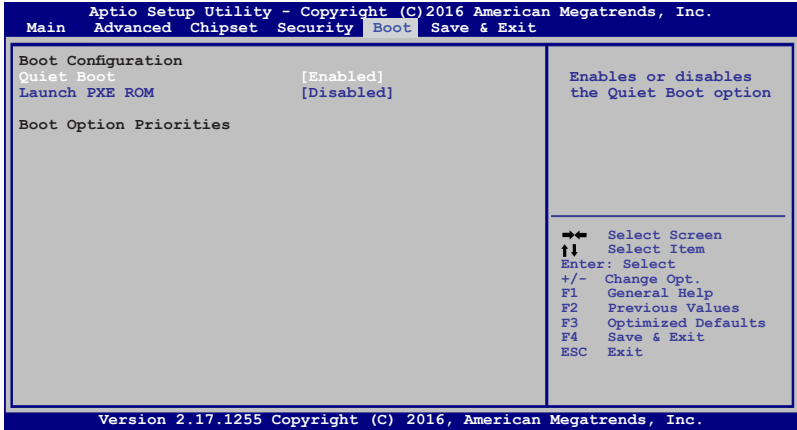 Aptio Setup Utility - Copyright (C)2016 American Megatrends, Inc.
Main Advanced Chipset Security Boot Save & Exit
Boot Configuration
Quiet Boot [Enabled]
Launch PXE ROM [Disabled]
Boot Option Priorities
Enables or disables
the Quiet Boot option
→← Select Screen
↑↓ Select Item
Enter: Select
+/- Change Opt.
F1 General Help
F2 Previous Values
F3 Optimized Defaults
F4 Save & Exit
ESC Exit
Version 2.17.1255 Copyright (C) 2016, American Megatrends, Inc.